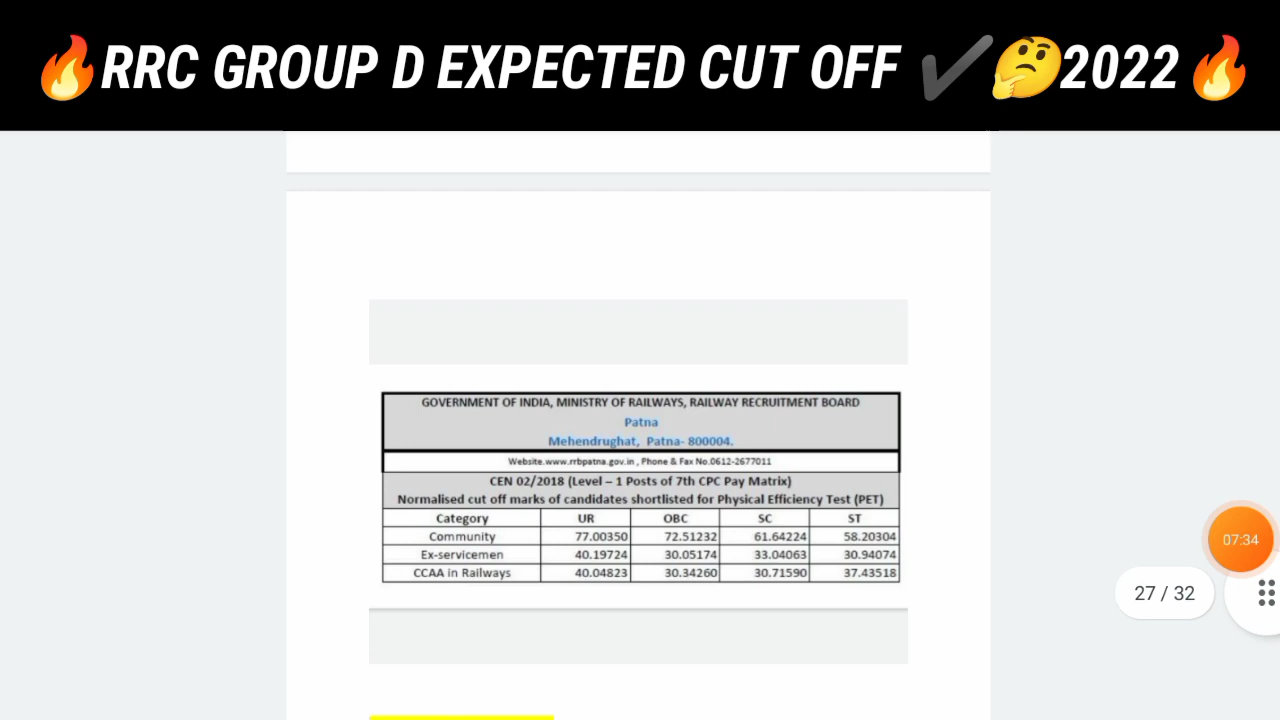 🔥RRC GROUP D EXPECTED CUT OFF ✔🤔2022🔥
GOVERNMENT OF INDIA, MINISTRY OF RAILWAYS, RAILWAY RECRUITMENT BOARD
Patna
Mehendrughat, Patna- 800004.
Website.www.rrbpatna.gov.in , Phone & Fax No.0612-2677011
CEN 02/2018 (Level – 1 Posts of 7th CPC Pay Matrix)
Normalised cut off marks of candidates shortlisted for Physical Efficiency Test (PET)
Category UR OBC SC ST
Community 77.00350 72.51232 61.64224 58.20304
Ex-servicemen 40.19724 30.05174 33.04063 30.94074
CCAA in Railways 40.04823 30.34260 30.71590 37.43518
07:34
27 / 32